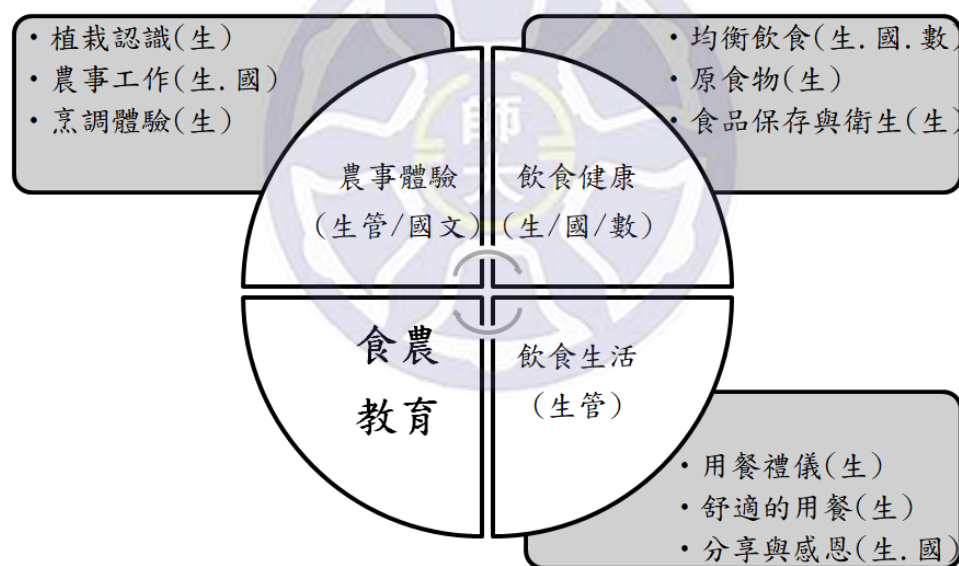 • 植栽認識(生)
• 農事工作(生.國)
• 烹調體驗(生)
• 均衡飲食(生.國.數)
• 原食物(生)
• 食品保存與衛生(生)
師大
農事體驗
(生管/國文)
飲食健康
(生/國/數)
食農
教育
飲食生活
(生管)
• 用餐禮儀(生)
• 舒適的用餐(生)
• 分享與感恩(生.國)